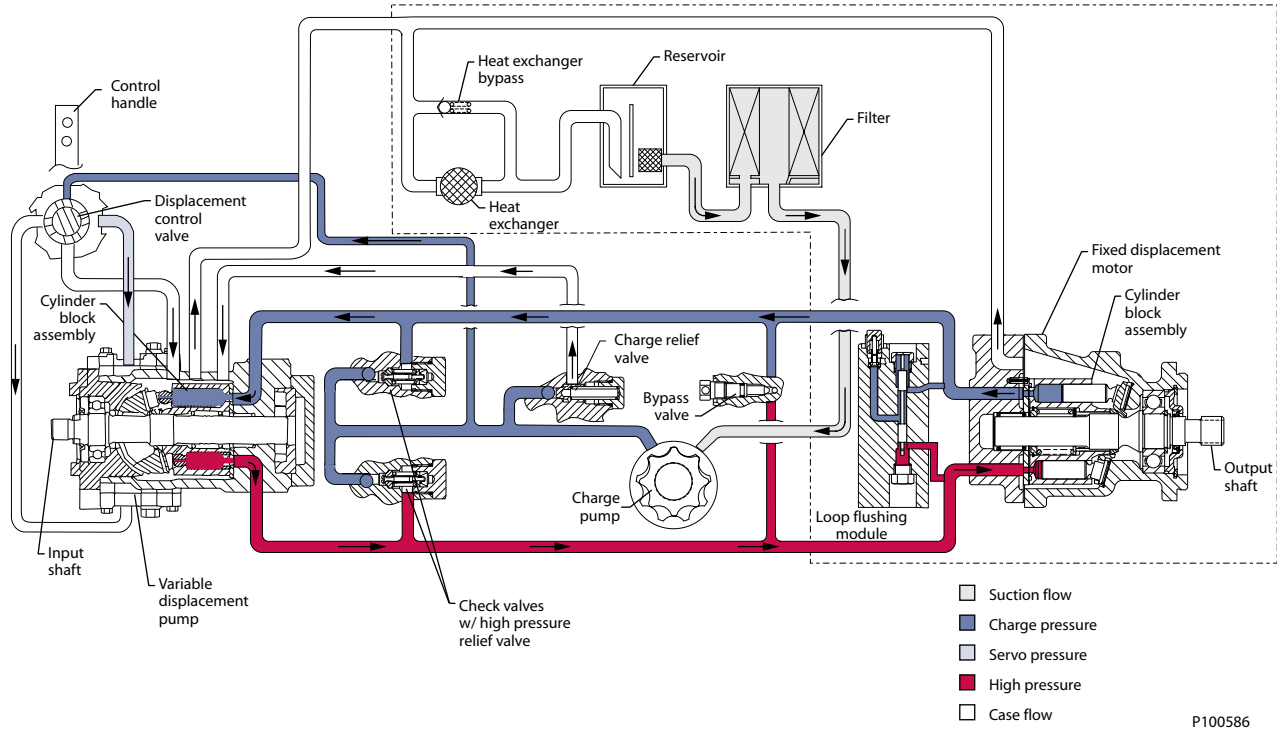 Control
handle
Heat exchanger
bypass
Reservoir
Filter
Displacement
control
valve
Heat
exchanger
Fixed displacement
motor
Cylinder
block
assembly
Cylinder
block
assembly
Charge relief
valve
Bypass
valve
Charge
pump
Loop flushing
module
Output
shaft
Input
shaft
Variable
displacement
pump
Check valves
w/ high pressure
relief valve
Suction flow
Charge pressure
Servo pressure
High pressure
Case flow
P100586